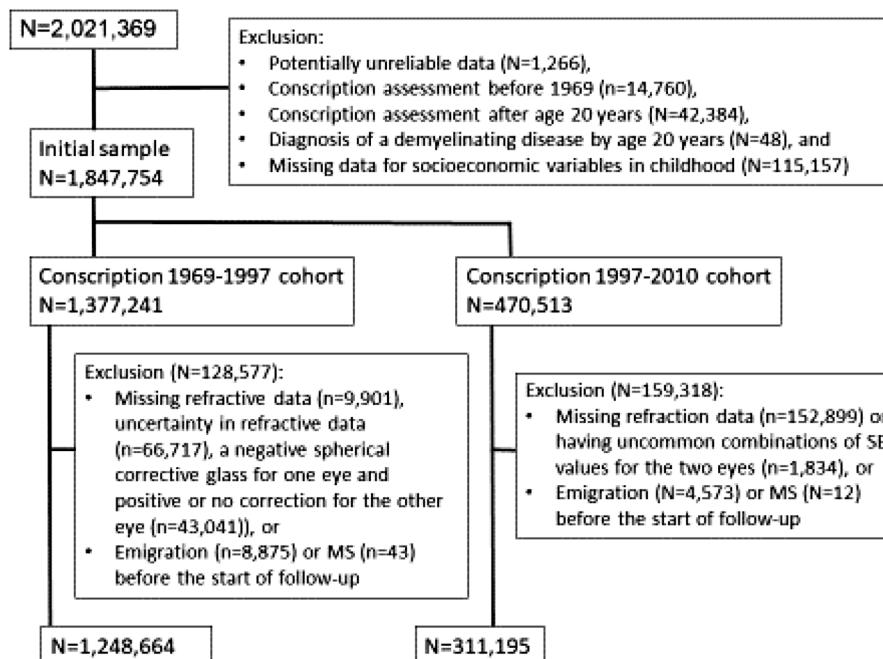 N=2,021,369
Exclusion:
• Potentially unreliable data (N=1,266),
• Conscription assessment before 1969 (n=14,760),
• Conscription assessment after age 20 years (N=42,384),
• Diagnosis of a demyelinating disease by age 20 years (N=48), and
• Missing data for socioeconomic variables in childhood (N=115,157)
Initial sample
N=1,847,754
Conscription 1969-1997 cohort
N=1,377,241
Conscription 1997-2010 cohort
N=470,513
Exclusion (N=128,577):
• Missing refractive data (n=9,901),
uncertainty in refractive data
(n=66,717), a negative spherical
corrective glass for one eye and
positive or no correction for the other
eye (n=43,041)), or
• Emigration (n=8,875) or MS (n=43)
before the start of follow-up
Exclusion (N=159,318):
• Missing refraction data (n=152,899) or
having uncommon combinations of SE
values for the two eyes (n=1,834), or
• Emigration (N=4,573) or MS (N=12)
before the start of follow-up
N=1,248,664
N=311,195